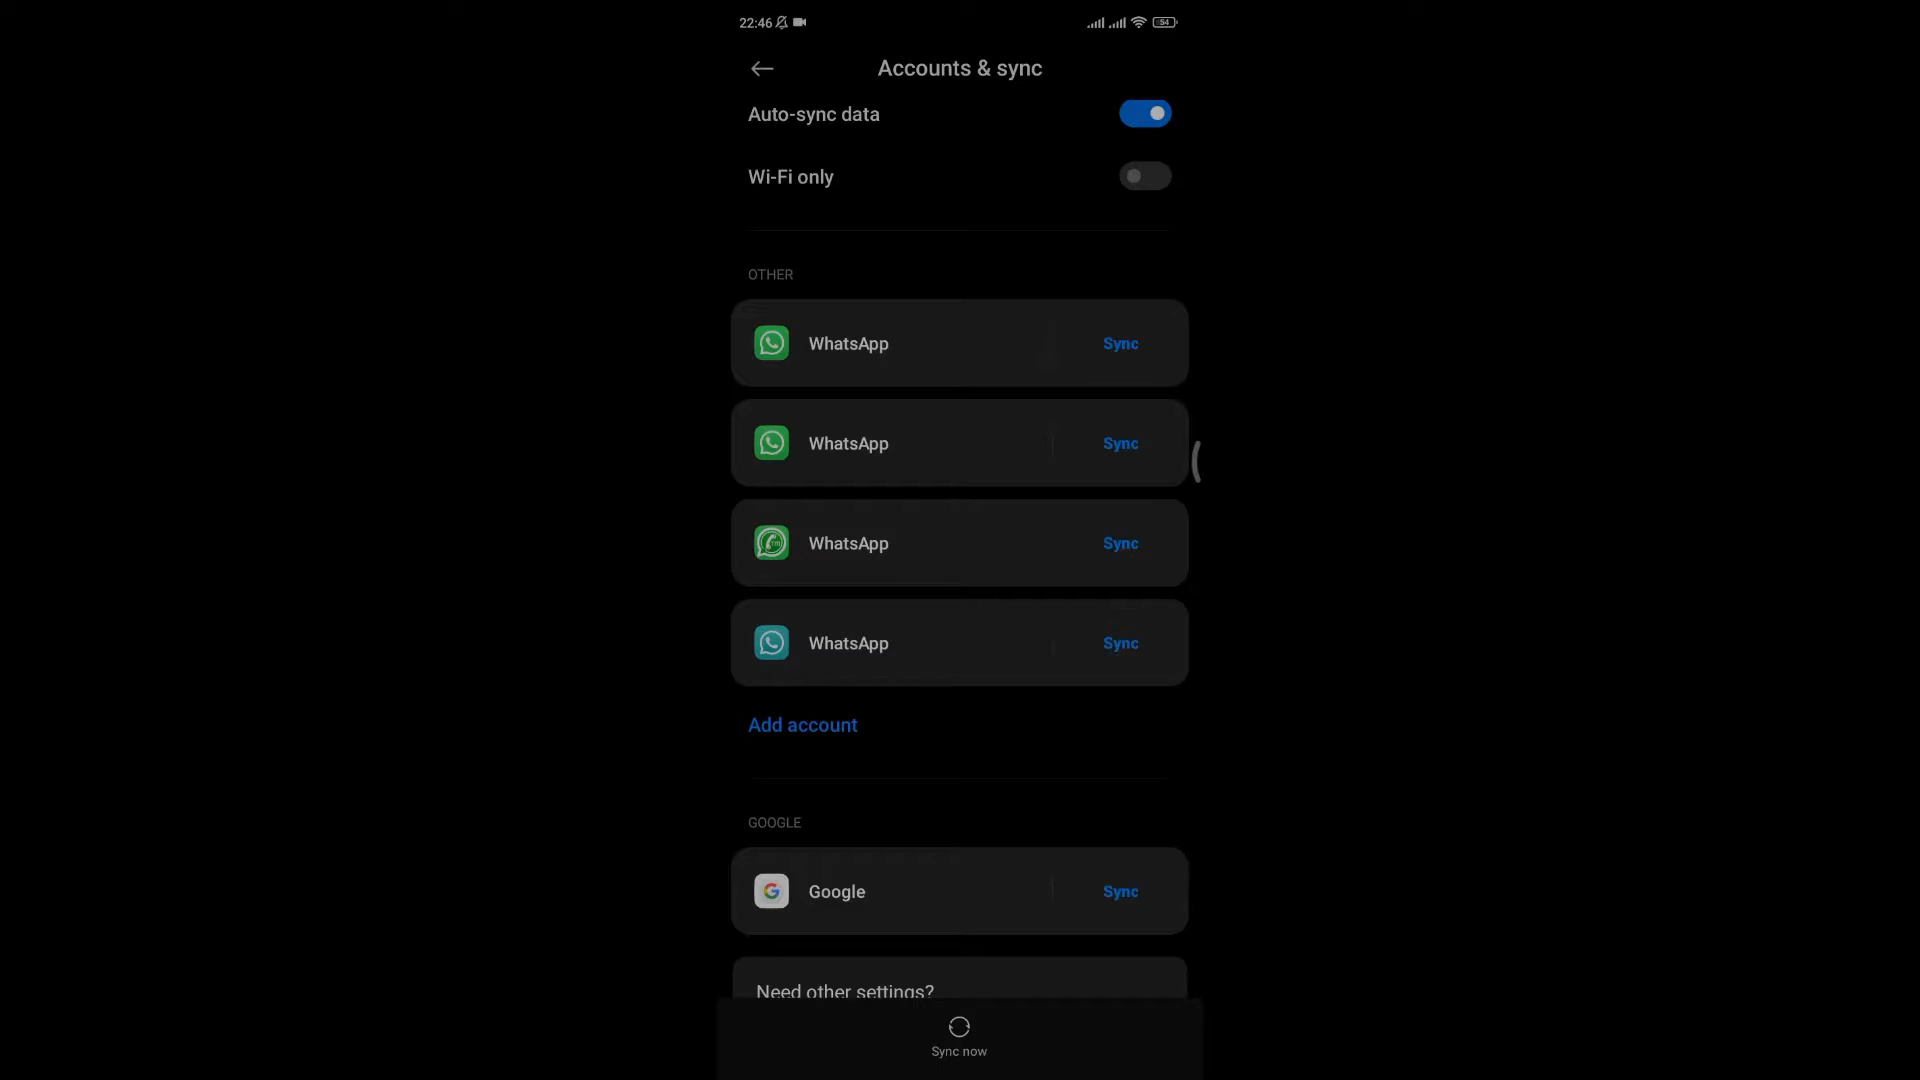 22:46 54
Accounts & sync
Auto-sync data
Wi-Fi only
OTHER
WhatsApp Sync
WhatsApp Sync
WhatsApp Sync
WhatsApp Sync
Add account
GOOGLE
Google Sync
Need other settings?
Sync now